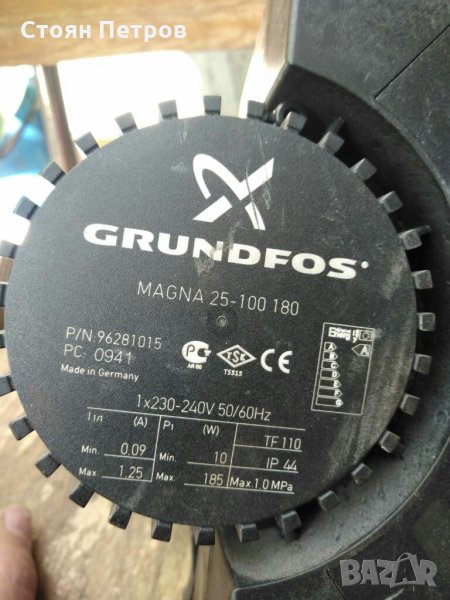 Стоян Петров
GRUNDFOS
MAGNA 25-100 180
P/N:96281015
PC: 0941
Made in Germany
TSE
CE
A
A
B
C
D
E
F
G
1x230-240V 50/60Hz
I1/1 (A) P1 (W) TF 110
Min. 0.09 Min. 10 IP 44
Max. 1.25 Max. 185 Max.1.0 MPa
BAZAR